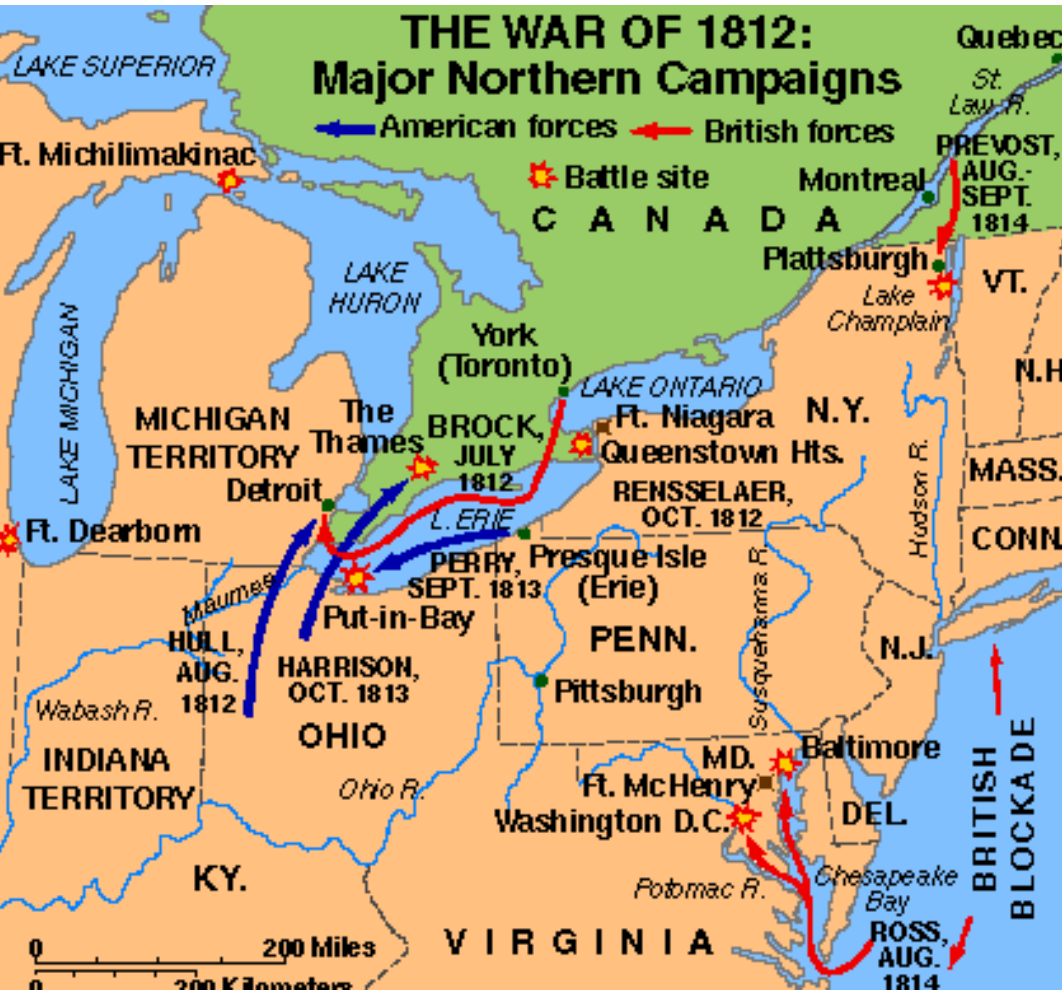 THE WAR OF 1812:
Major Northern Campaigns
American forces
British forces
Battle site
Quebec
LAKE SUPERIOR
St.
Law. R.
Ft. Michilimakinac
PREVOST,
AUG.-
SEPT.
1814
Montreal
CANADA
Plattsburgh
Lake
Champlain
VT.
LAKE
HURON
LAKE MICHIGAN
York
(Toronto)
LAKE ONTARIO
N.H
MICHIGAN
TERRITORY
The
Thames
BROCK,
JULY
1812
Ft. Niagara
Queenstown Hts.
N.Y.
Hudson R.
MASS.
Detroit
RENSSELAER,
OCT. 1812
L. ERIE
CONN.
Ft. Dearborn
PERRY,
SEPT. 1813
Presque Isle
(Erie)
Maumee
Put-in-Bay
Susquehanna R.
PENN.
N.J.
HULL,
AUG.
1812
HARRISON,
OCT. 1813
Pittsburgh
Wabash R.
OHIO
INDIANA
TERRITORY
Ohio R.
MD.
Baltimore
Ft. McHenry
Washington D.C.
DEL.
BRITISH
BLOCKADE
KY.
Potomac R.
Chesapeake
Bay
VIRGINIA
ROSS,
AUG.
1814
0 200 Miles
0 200 Kilometers